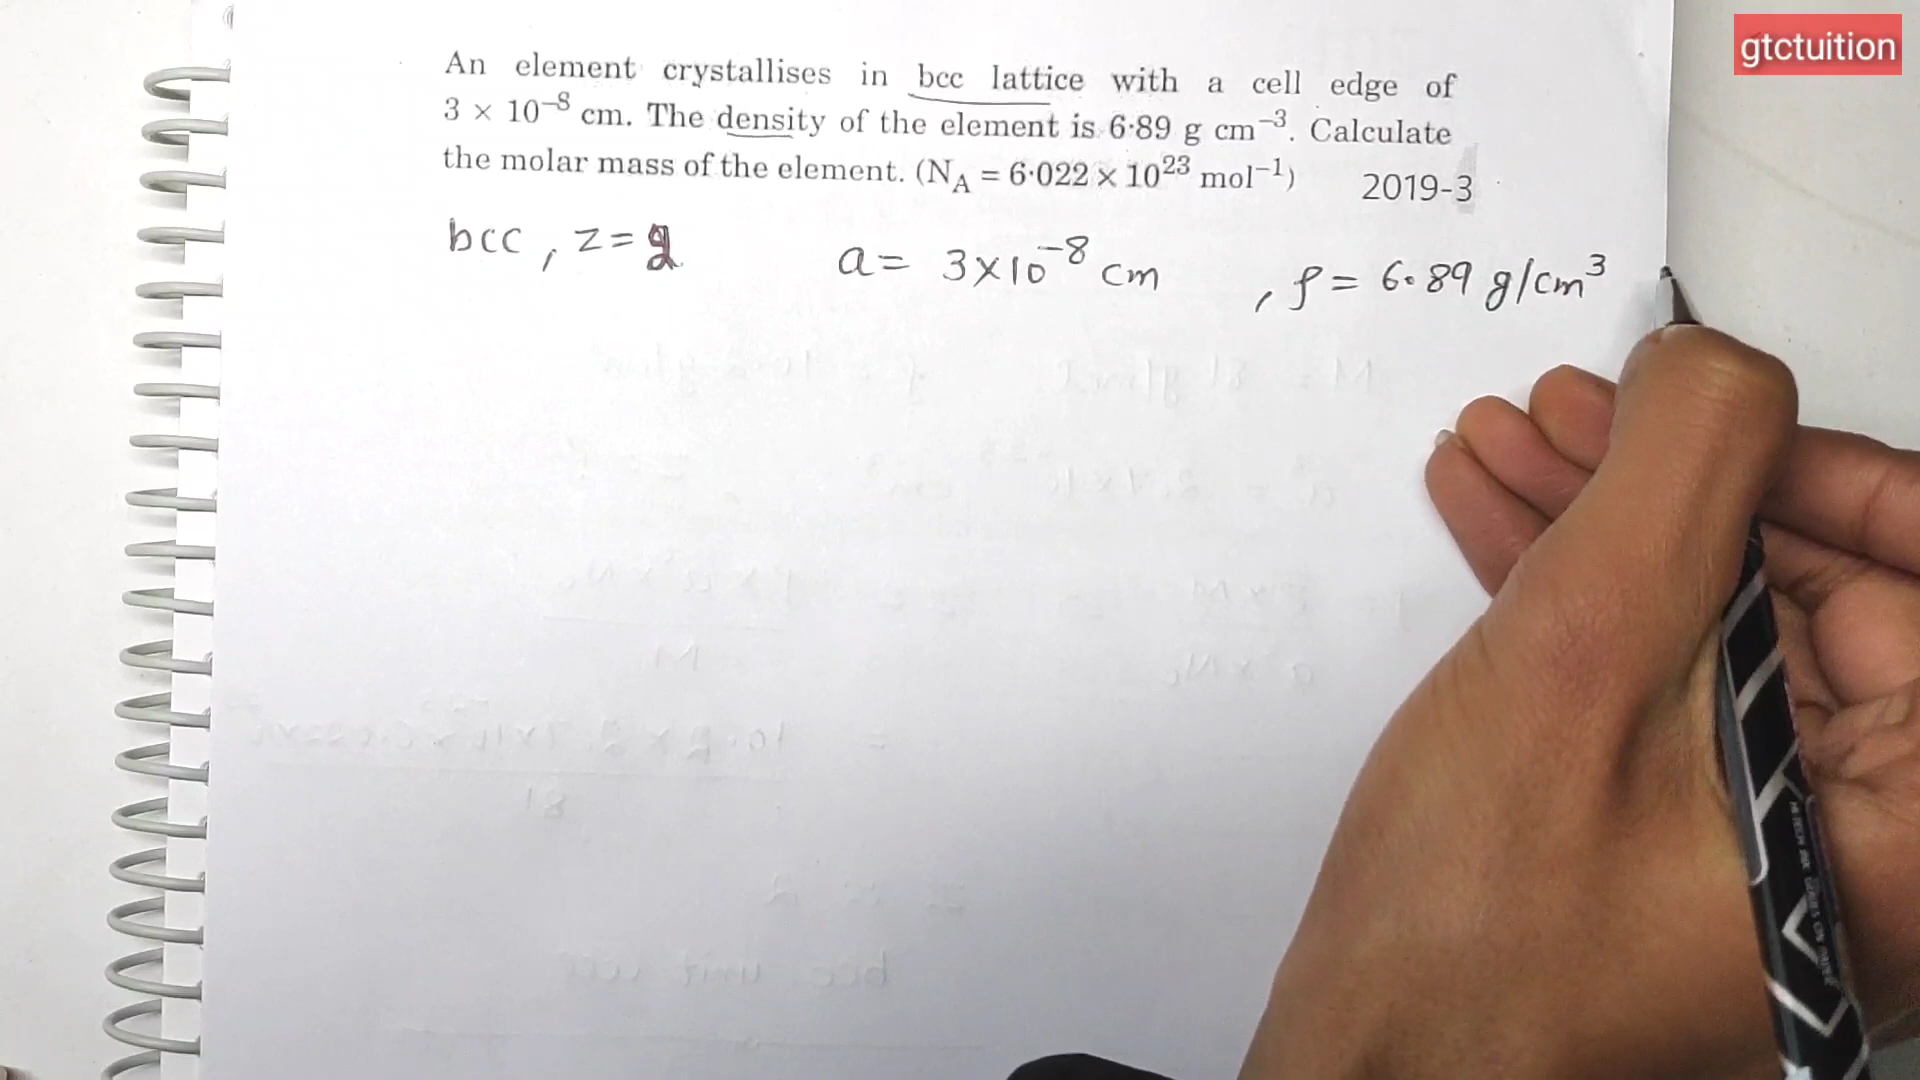 gtctuition
An element crystallises in bcc lattice with a cell edge of
3 × 10⁻⁸ cm. The density of the element is 6·89 g cm⁻³. Calculate
the molar mass of the element. (N_A = 6·022 × 10²³ mol⁻¹) 2019-3
bcc , z = 2 a = 3×10⁻⁸ cm , ρ = 6.89 g/cm³